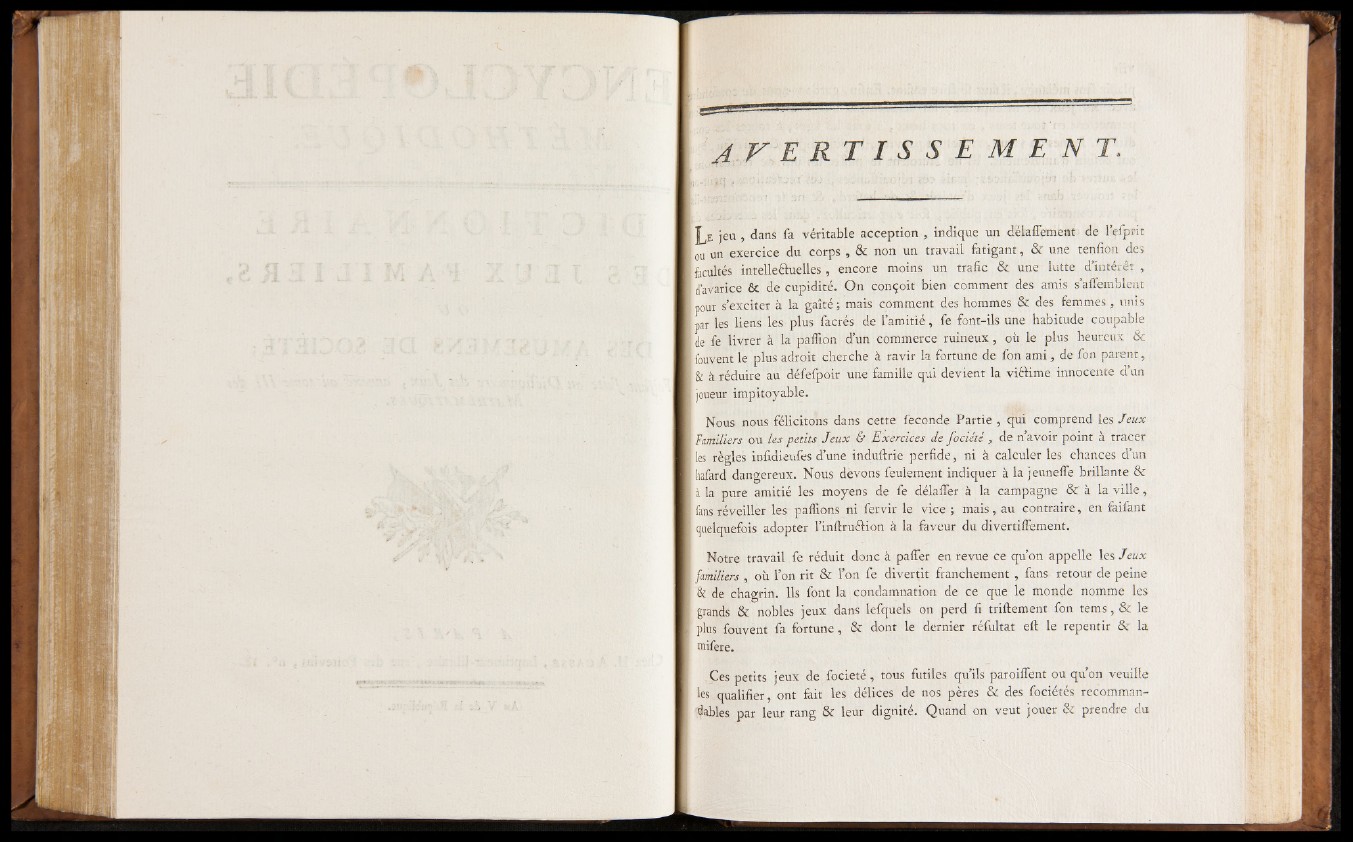 AVERTISSEMENT.
LE jeu, dans ſa véritable acception, indique un délaſſement de l'eſprit
ou un exercice du corps, & non un travail fatigant, & une tenſion des
facultés intellectuelles, encore moins un trafic & une lutte d'intérêt,
d'avarice & de cupidité. On conçoit bien comment des amis s'aſſemblent
pour s'exciter à la gaîté; mais comment des hommes & des femmes, unis
par les liens les plus ſacrés de l'amitié, ſe font-ils une habitude coupable
de ſe livrer à la paſſion d'un commerce ruineux, où le plus heureux &
ſouvent le plus adroit cherche à ravir la fortune de ſon ami, de ſon parent,
& à réduire au déſeſpoir une famille qui devient la victime innocente d'un
joueur impitoyable.
Nous nous félicitons dans cette ſeconde Partie, qui comprend les Jeux
Familiers ou les petits Jeux & Exercices de ſociété, de n'avoir point à tracer
les règles inſidieuſes d'une induſtrie perfide, ni à calculer les chances d'un
haſard dangereux. Nous devons ſeulement indiquer à la jeuneſſe brillante &
à la pure amitié les moyens de ſe délaſſer à la campagne & à la ville,
ſans réveiller les paſſions ni ſervir le vice; mais, au contraire, en faiſant
quelquefois adopter l'inſtruction à la faveur du divertiſſement.
Notre travail ſe réduit donc à paſſer en revue ce qu'on appelle les Jeux
familiers, où l'on rit & l'on ſe divertit franchement, ſans retour de peine
& de chagrin. Ils ſont la condamnation de ce que le monde nomme les
grands & nobles jeux dans leſquels on perd ſi triſtement ſon tems, & le
plus ſouvent ſa fortune, & dont le dernier réſultat eſt le repentir & la
miſere.
Ces petits jeux de ſocieté, tous futiles qu'ils paroiſſent ou qu'on veuille
les qualifier, ont fait les délices de nos pères & des ſociétés recomman-
dables par leur rang & leur dignité. Quand on veut jouer & prendre du